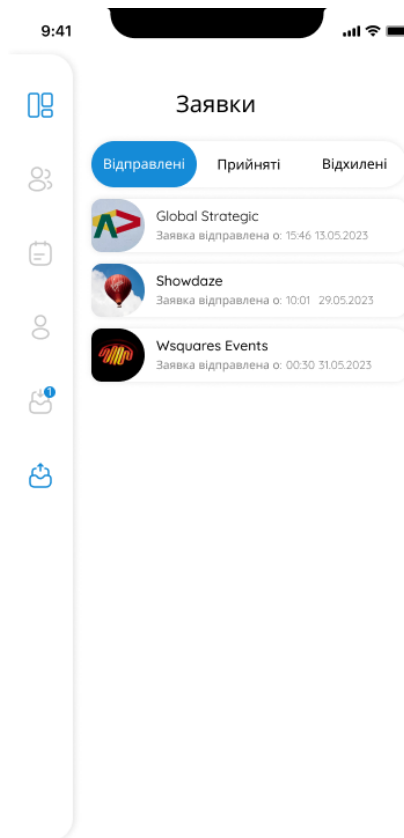 9:41
Заявки
Відправлені Прийняті Відхилені
Global Strategic
Заявка відправлена о: 15:46 13.05.2023
Showdaze
Заявка відправлена о: 10:01 29.05.2023
1
Wsquares Events
Заявка відправлена о: 00:30 31.05.2023